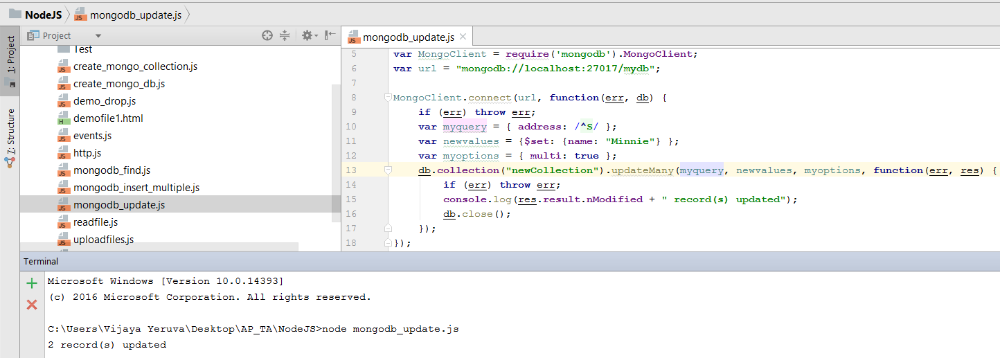 NodeJS
mongodb_update.js
1: Project
7: Structure
Project
Test
create_mongo_collection.js
create_mongo_db.js
demo_drop.js
demofile1.html
events.js
http.js
mongodb_find.js
mongodb_insert_multiple.js
mongodb_update.js
readfile.js
uploadfiles.js
mongodb_update.js
5 var MongoClient = require('mongodb').MongoClient;
6 var url = "mongodb://localhost:27017/mydb";
7
8 MongoClient.connect(url, function(err, db) {
9 if (err) throw err;
10 var myquery = { address: /^S/ };
11 var newvalues = {$set: {name: "Minnie"} };
12 var myoptions = { multi: true };
13 db.collection("newCollection").updateMany(myquery, newvalues, myoptions, function(err, res) {
14 if (err) throw err;
15 console.log(res.result.nModified + " record(s) updated");
16 db.close();
17 });
18 });
Terminal
Microsoft Windows [Version 10.0.14393]
(c) 2016 Microsoft Corporation. All rights reserved.
C:\Users\Vijaya Yeruva\Desktop\AP_TA\NodeJS>node mongodb_update.js
2 record(s) updated